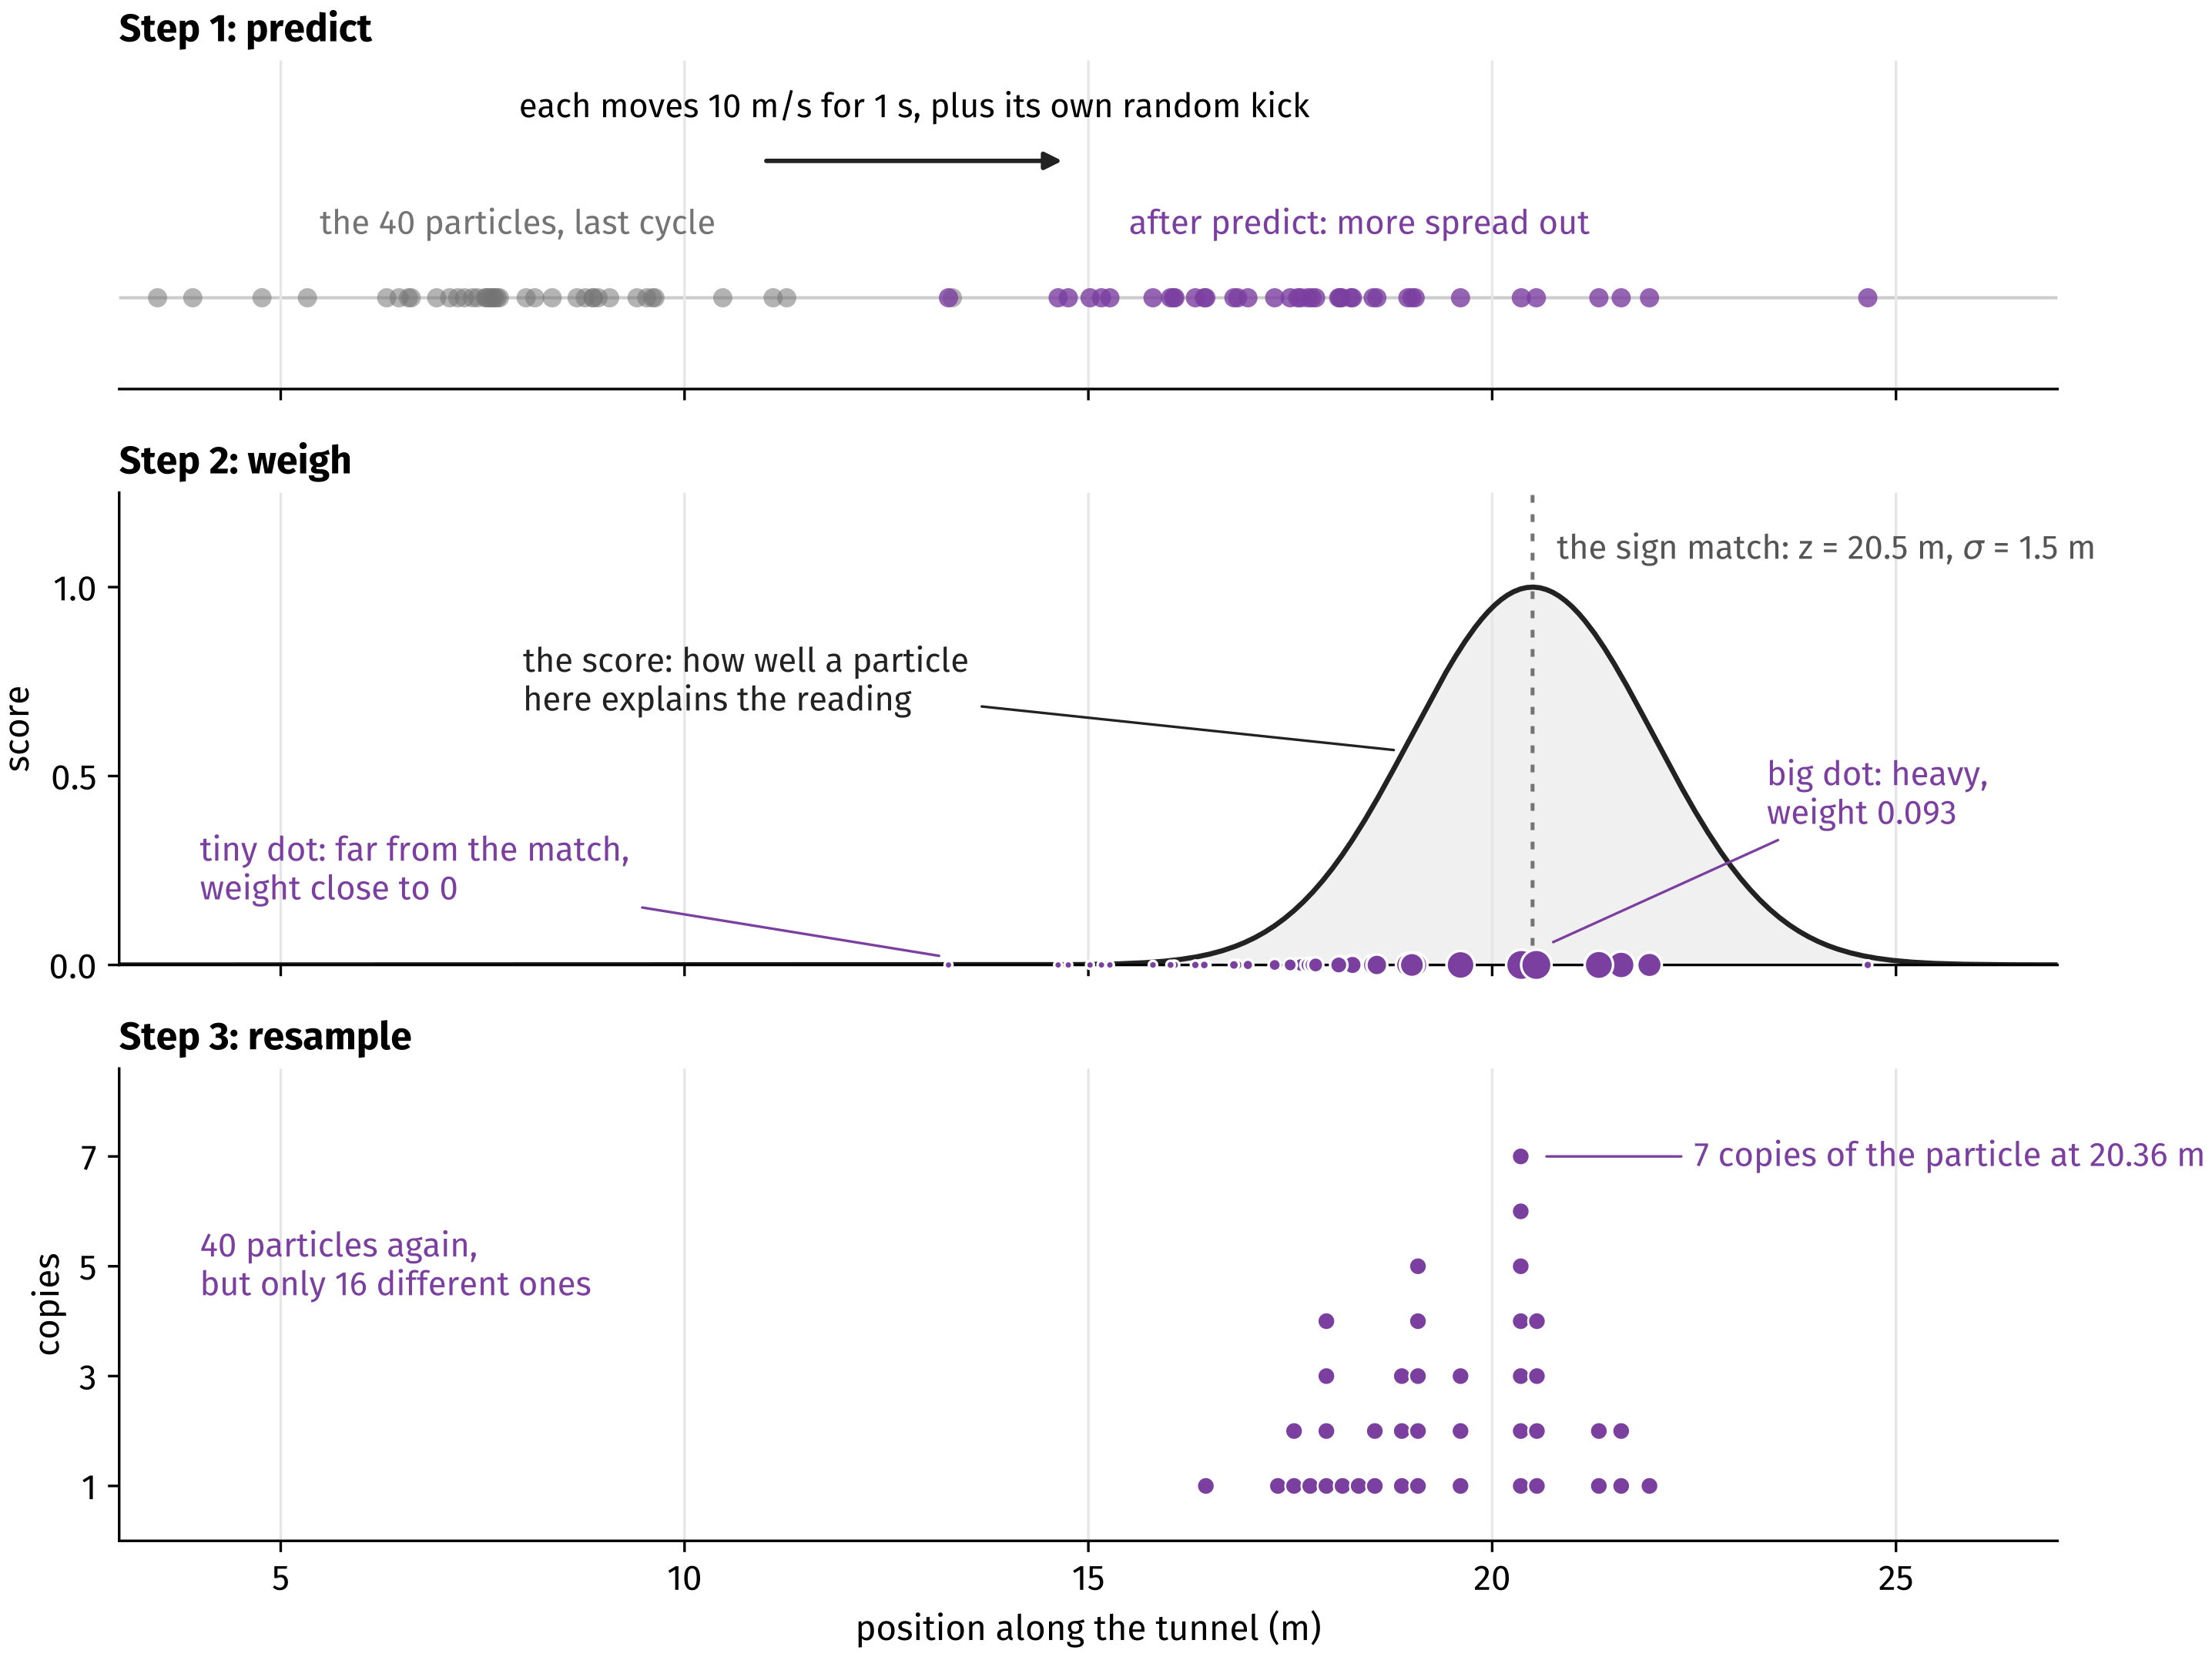 Step 1: predict
each moves 10 m/s for 1 s, plus its own random kick
the 40 particles, last cycle
after predict: more spread out
Step 2: weigh
the sign match: z = 20.5 m, σ = 1.5 m
1.0
the score: how well a particle
here explains the reading
score
0.5
big dot: heavy,
weight 0.093
tiny dot: far from the match,
weight close to 0
0.0
Step 3: resample
7
7 copies of the particle at 20.36 m
40 particles again,
but only 16 different ones
copies
5
3
1
5 10 15 20 25
position along the tunnel (m)